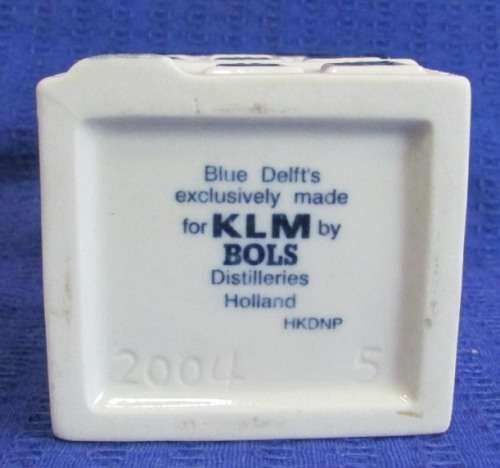 Blue Delft's
exclusively made
for KLM by
BOLS
Distilleries
Holland
HKDNP
2004 5